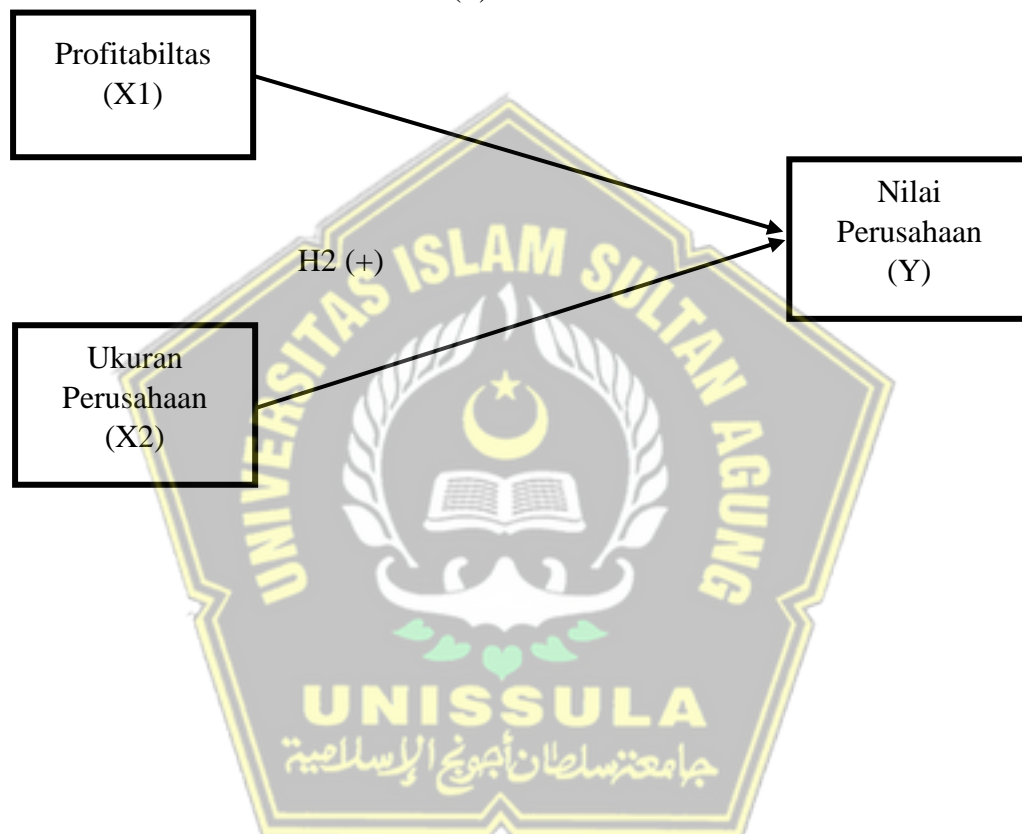 Profitabiltas
(X1)
Nilai
Perusahaan
(Y)
H2 (+)
Ukuran
Perusahaan
(X2)
UNIVERSITAS ISLAM SULTAN AGUNG
UNISSULA
جامعة سلطان أجونج الإسلامية